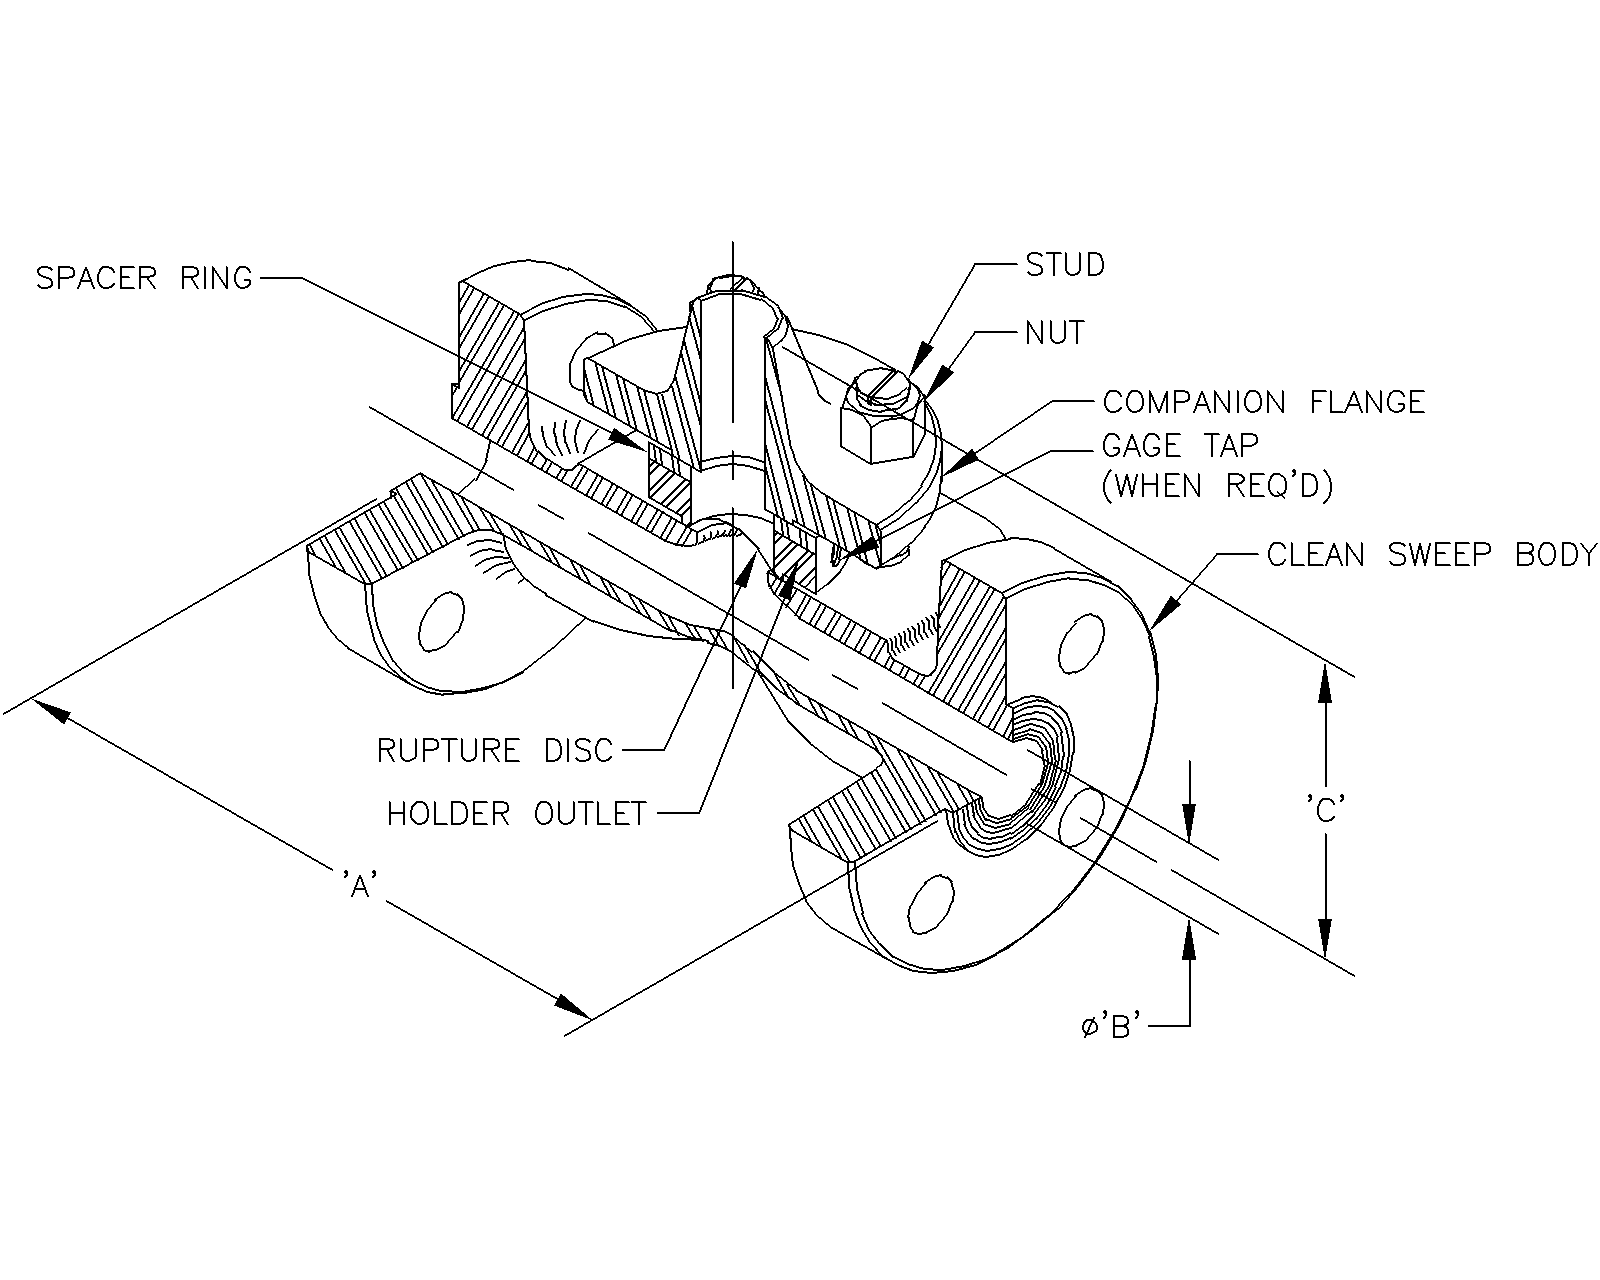 STUD
SPACER RING
NUT
COMPANION FLANGE
GAGE TAP
(WHEN REQ'D)
CLEAN SWEEP BODY
RUPTURE DISC
HOLDER OUTLET
'C'
'A'
ø'B'